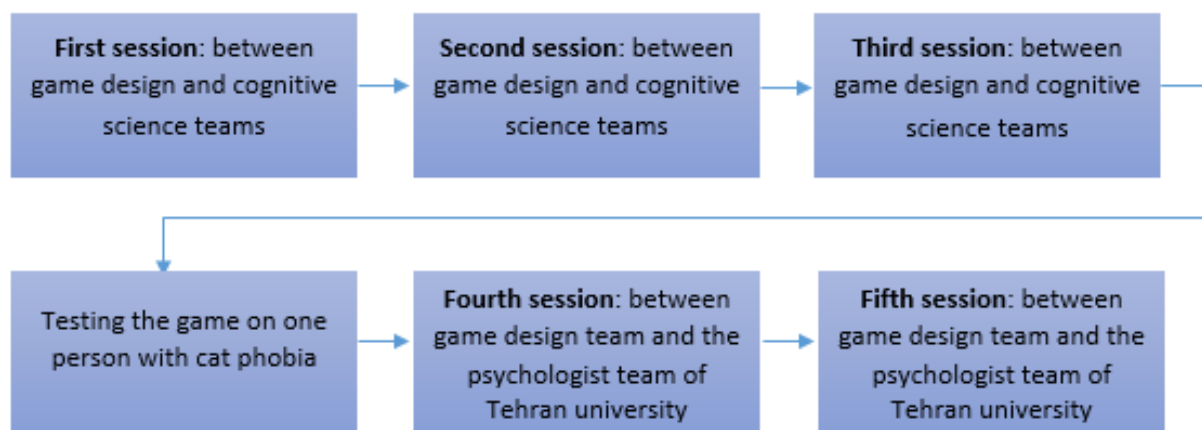 First session: between
game design and cognitive
science teams
Second session: between
game design and cognitive
science teams
Third session: between
game design and cognitive
science teams
Testing the game on one
person with cat phobia
Fourth session: between
game design team and the
psychologist team of
Tehran university
Fifth session: between
game design team and the
psychologist team of
Tehran university